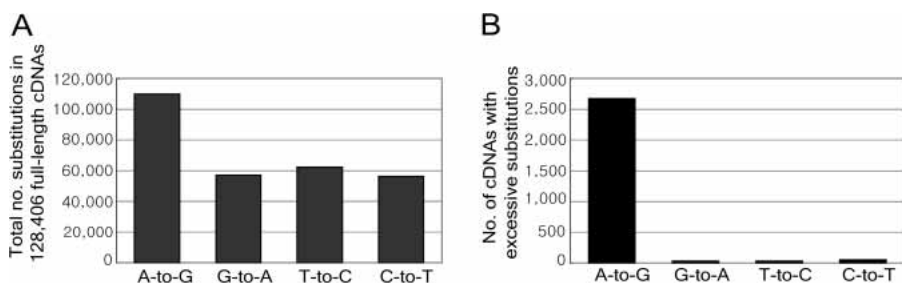 A
Total no. substitutions in
128,406 full-length cDNAs
120,000
100,000
80,000
60,000
40,000
20,000
0
A-to-G
G-to-A
T-to-C
C-to-T
B
No. of cDNAs with
excessive substitutions
3,000
2,500
2,000
1,500
1,000
500
0
A-to-G
G-to-A
T-to-C
C-to-T